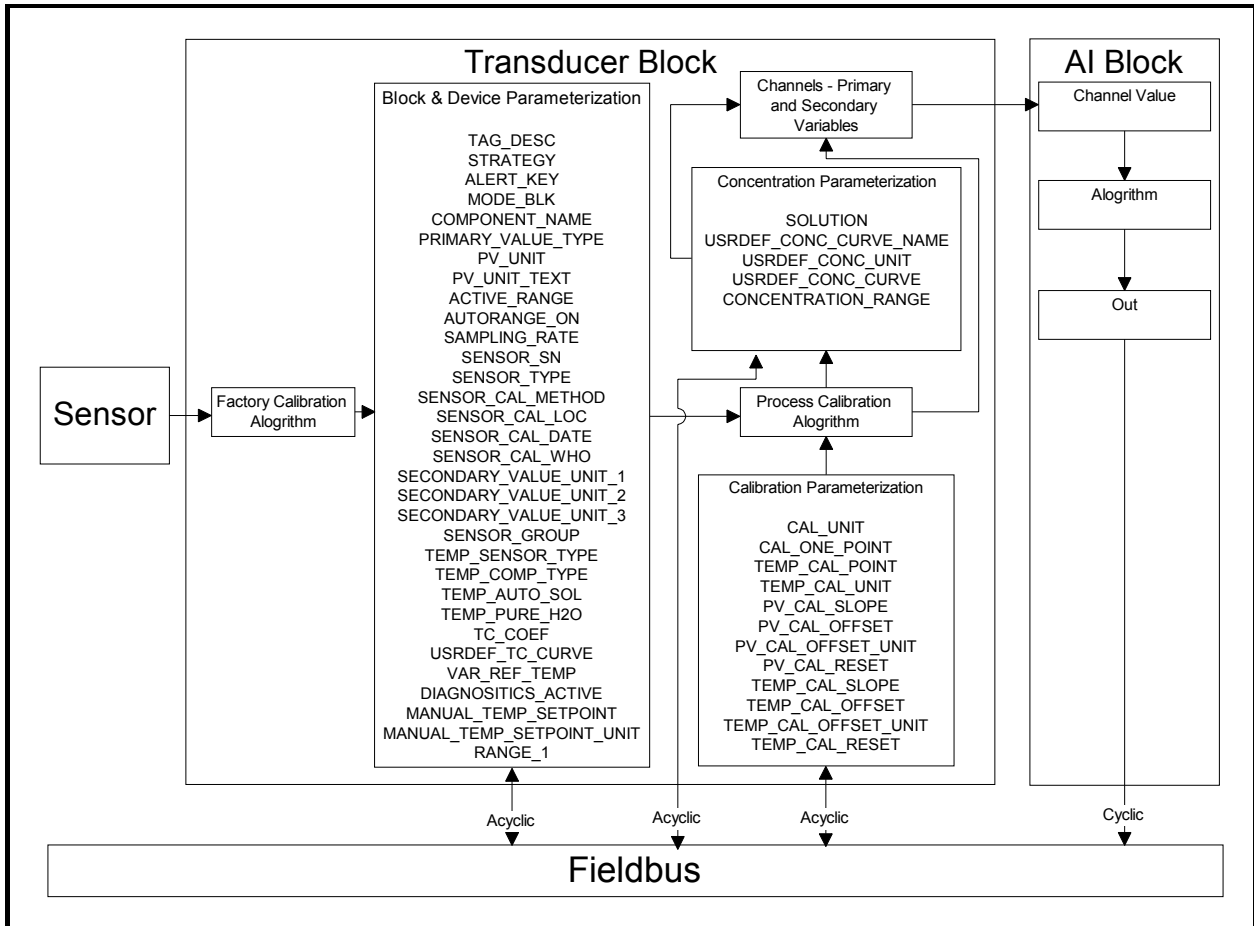 Transducer Block
AI Block
Block & Device Parameterization
TAG_DESC
STRATEGY
ALERT_KEY
MODE_BLK
COMPONENT_NAME
PRIMARY_VALUE_TYPE
PV_UNIT
PV_UNIT_TEXT
ACTIVE_RANGE
AUTORANGE_ON
SAMPLING_RATE
SENSOR_SN
SENSOR_TYPE
SENSOR_CAL_METHOD
SENSOR_CAL_LOC
SENSOR_CAL_DATE
SENSOR_CAL_WHO
SECONDARY_VALUE_UNIT_1
SECONDARY_VALUE_UNIT_2
SECONDARY_VALUE_UNIT_3
SENSOR_GROUP
TEMP_SENSOR_TYPE
TEMP_COMP_TYPE
TEMP_AUTO_SOL
TEMP_PURE_H2O
TC_COEF
USRDEF_TC_CURVE
VAR_REF_TEMP
DIAGNOSITICS_ACTIVE
MANUAL_TEMP_SETPOINT
MANUAL_TEMP_SETPOINT_UNIT
RANGE_1
Channels - Primary
and Secondary
Variables
Channel Value
Concentration Parameterization
SOLUTION
USRDEF_CONC_CURVE_NAME
USRDEF_CONC_UNIT
USRDEF_CONC_CURVE
CONCENTRATION_RANGE
Alogrithm
Out
Sensor
Factory Calibration
Alogrithm
Process Calibration
Alogrithm
Calibration Parameterization
CAL_UNIT
CAL_ONE_POINT
TEMP_CAL_POINT
TEMP_CAL_UNIT
PV_CAL_SLOPE
PV_CAL_OFFSET
PV_CAL_OFFSET_UNIT
PV_CAL_RESET
TEMP_CAL_SLOPE
TEMP_CAL_OFFSET
TEMP_CAL_OFFSET_UNIT
TEMP_CAL_RESET
Acyclic
Acyclic
Acyclic
Cyclic
Fieldbus